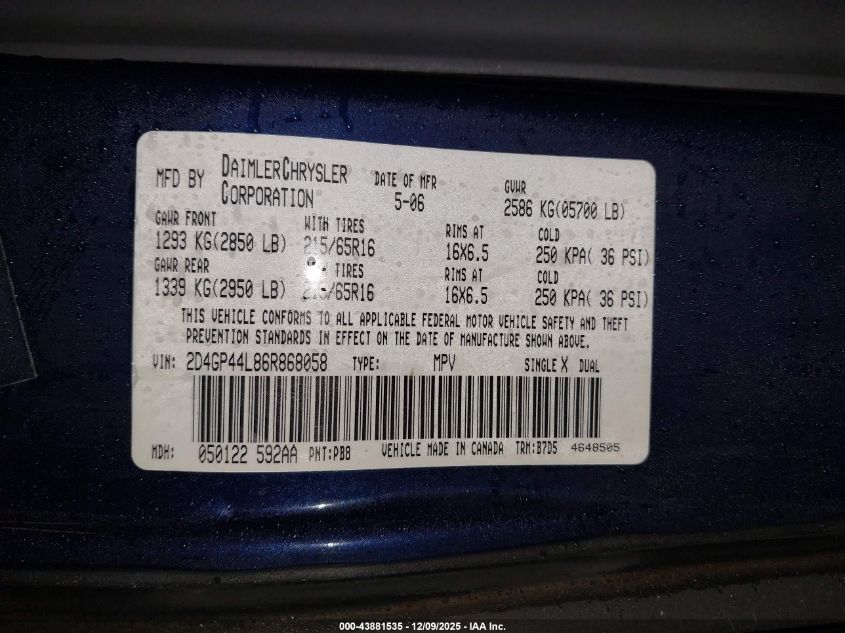 MFD BY DAIMLERCHRYSLER CORPORATION DATE OF MFR 5-06 GVWR 2586 KG(05700 LB)
GAWR FRONT WITH TIRES RIMS AT COLD
1293 KG(2850 LB) 215/65R16 16X6.5 250 KPA( 36 PSI)
GAWR REAR TIRES RIMS AT COLD
1339 KG(2950 LB) 215/65R16 16X6.5 250 KPA( 36 PSI)
THIS VEHICLE CONFORMS TO ALL APPLICABLE FEDERAL MOTOR VEHICLE SAFETY AND THEFT
PREVENTION STANDARDS IN EFFECT ON THE DATE OF MANUFACTURE SHOWN ABOVE.
VIN: 2D4GP44L86R868058 TYPE: MPV SINGLE X DUAL
MDH: 050122 592AA PNT:PB8 VEHICLE MADE IN CANADA TRM:B7D5 4648505
000-43881535 - 12/09/2025 - IAA Inc.